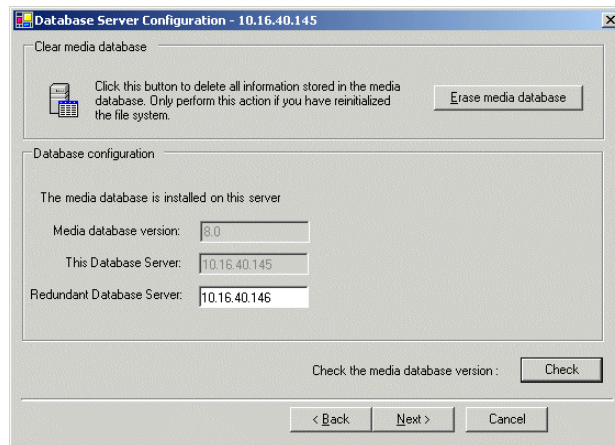 Database Server Configuration - 10.16.40.145
Clear media database
Click this button to delete all information stored in the media
database. Only perform this action if you have reinitialized
the file system.
Erase media database
Database configuration
The media database is installed on this server
Media database version: 8.0
This Database Server: 10.16.40.145
Redundant Database Server: 10.16.40.146
Check the media database version : Check
< Back Next > Cancel